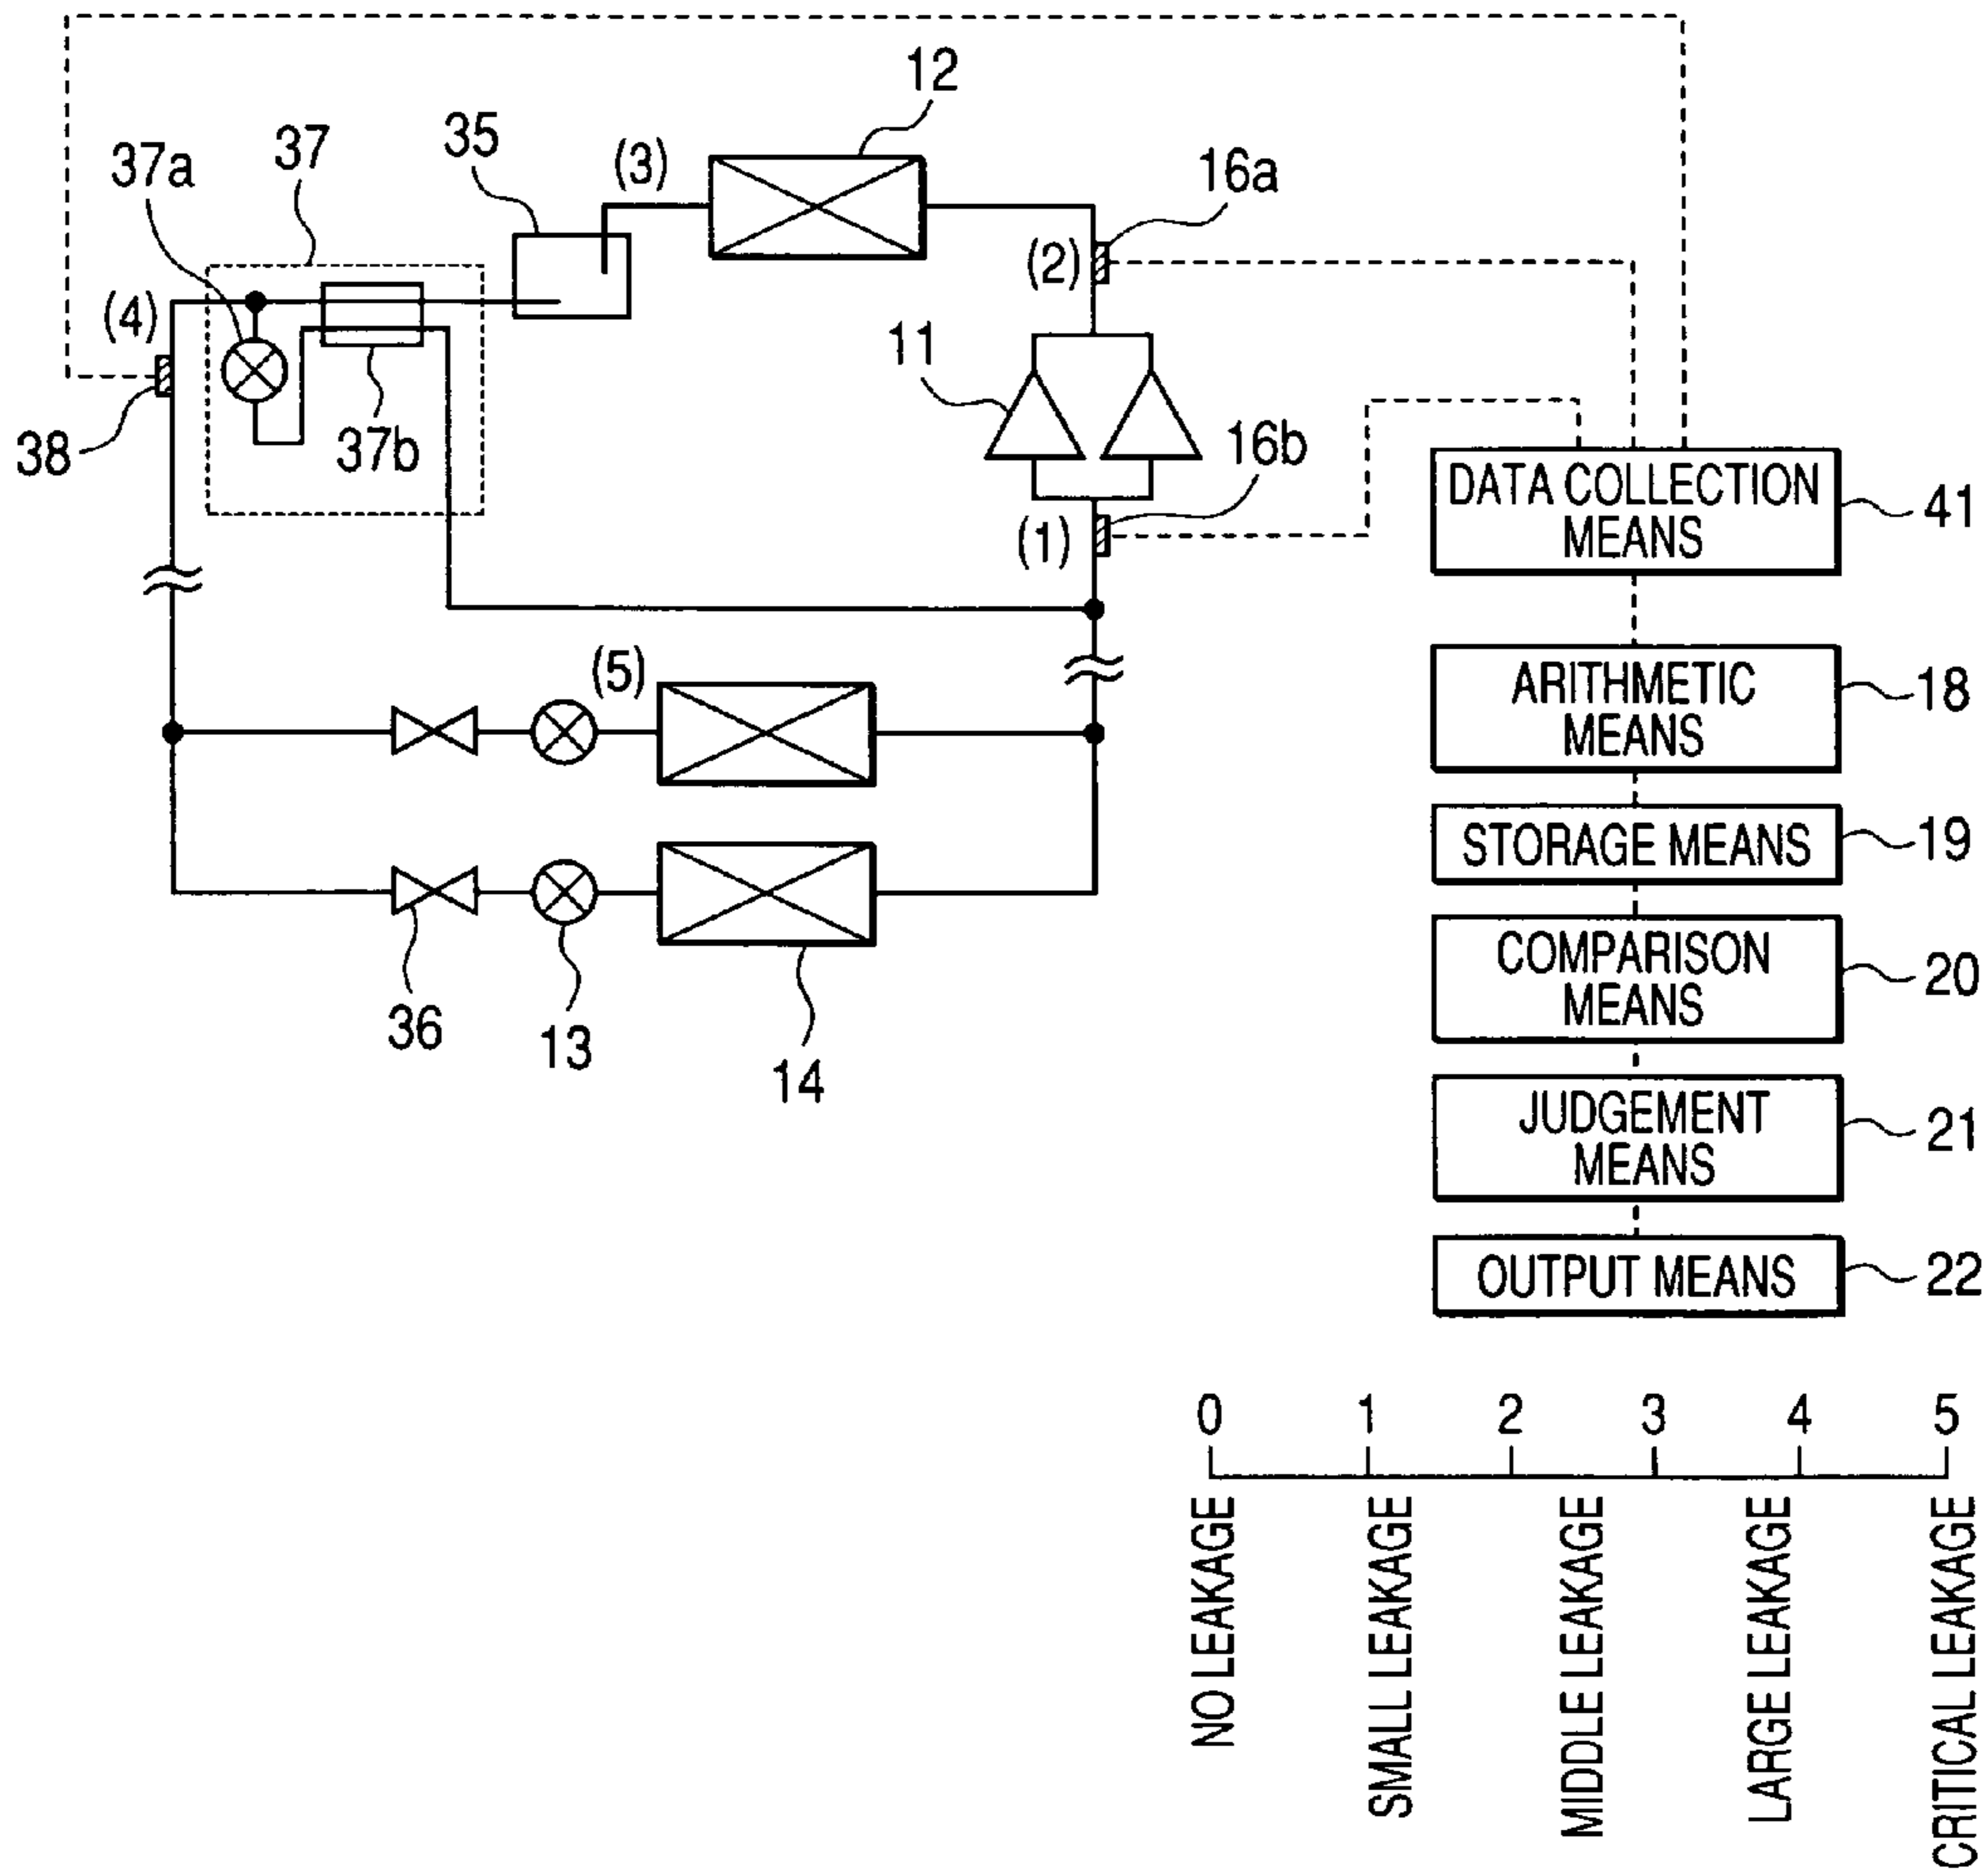 12
35
(3)
37
37a
16a
(2)
(4)
11
38
37b
16b
(1)
DATA COLLECTION
MEANS
41
(5)
ARITHMETIC
MEANS
18
STORAGE MEANS
19
36
13
14
COMPARISON
MEANS
20
JUDGEMENT
MEANS
21
OUTPUT MEANS
22
0 1 2 3 4 5
NO LEAKAGE
SMALL LEAKAGE
MIDDLE LEAKAGE
LARGE LEAKAGE
CRITICAL LEAKAGE